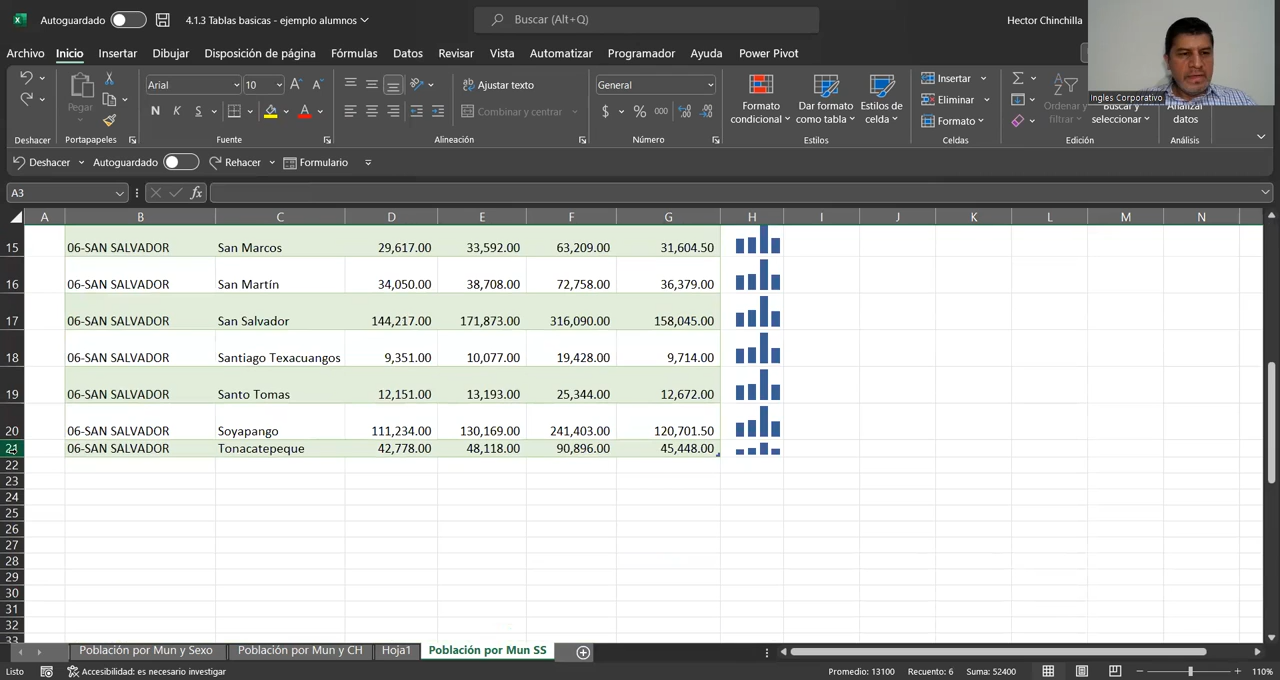 Autoguardado
4.1.3 Tablas basicas - ejemplo alumnos
Buscar (Alt+Q)
Hector Chinchilla
Archivo Inicio Insertar Dibujar Disposición de página Fórmulas Datos Revisar Vista Automatizar Programador Ayuda Power Pivot
Deshacer
Pegar
Portapapeles
Arial 10
N K S
Fuente
Ajustar texto
Combinar y centrar
Alineación
General
$ % 000
Número
Formato condicional
Dar formato como tabla
Estilos de celda
Estilos
Insertar
Eliminar
Formato
Celdas
Ordenar y filtrar
Buscar y seleccionar
Edición
Analizar datos
Análisis
Ingles Corporativo
Deshacer Autoguardado Rehacer Formulario
A3 fx
A B C D E F G H I J K L M N
15 06-SAN SALVADOR San Marcos 29,617.00 33,592.00 63,209.00 31,604.50
16 06-SAN SALVADOR San Martín 34,050.00 38,708.00 72,758.00 36,379.00
17 06-SAN SALVADOR San Salvador 144,217.00 171,873.00 316,090.00 158,045.00
18 06-SAN SALVADOR Santiago Texacuangos 9,351.00 10,077.00 19,428.00 9,714.00
19 06-SAN SALVADOR Santo Tomas 12,151.00 13,193.00 25,344.00 12,672.00
20 06-SAN SALVADOR Soyapango 111,234.00 130,169.00 241,403.00 120,701.50
21 06-SAN SALVADOR Tonacatepeque 42,778.00 48,118.00 90,896.00 45,448.00
22
23
24
25
26
27
28
29
30
31
32
33
Población por Mun y Sexo Población por Mun y CH Hoja1 Población por Mun SS
Listo Accesibilidad: es necesario investigar Promedio: 13100 Recuento: 6 Suma: 52400 110%